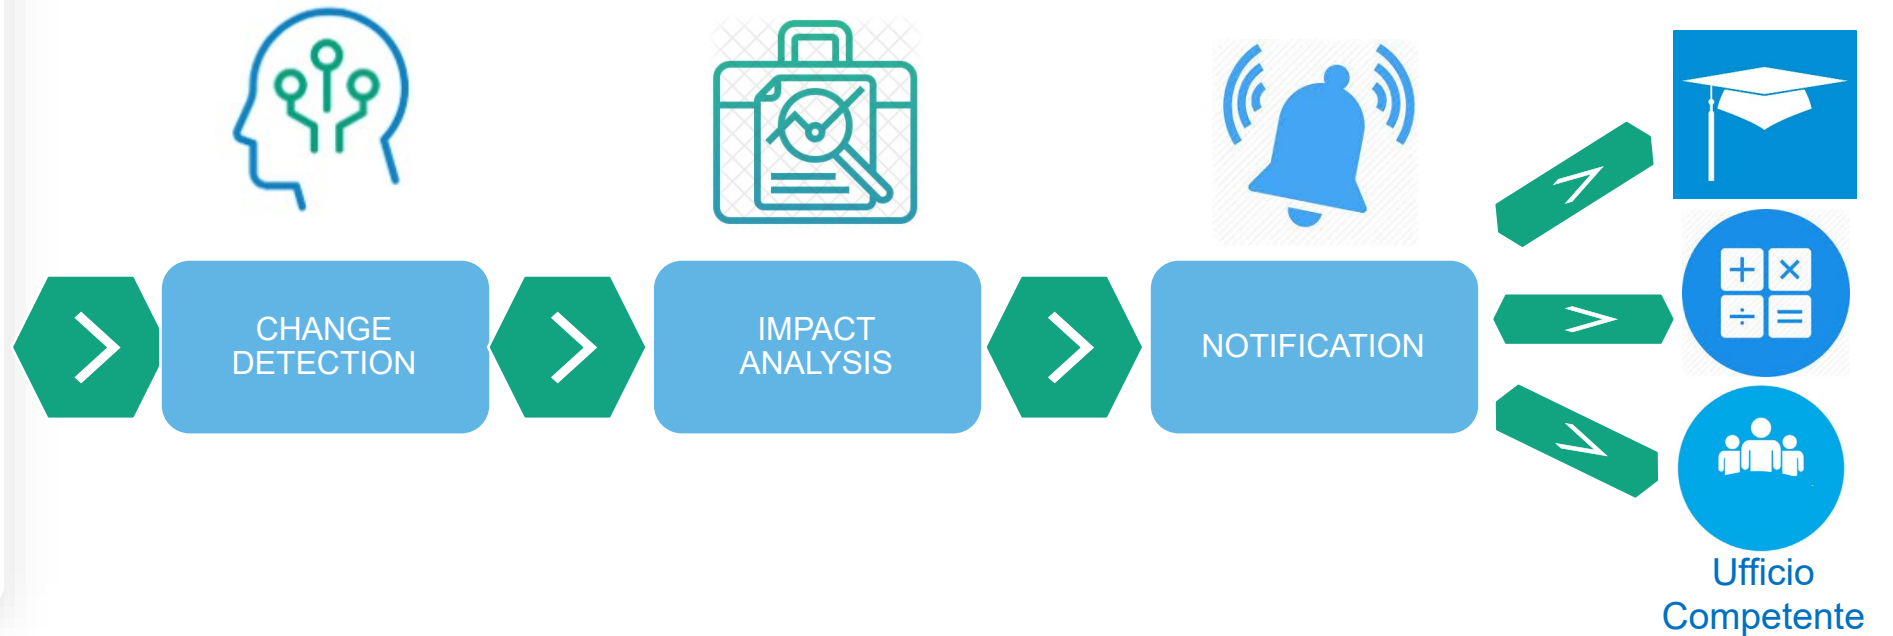 CHANGE
DETECTION
IMPACT
ANALYSIS
NOTIFICATION
Ufficio
Competente